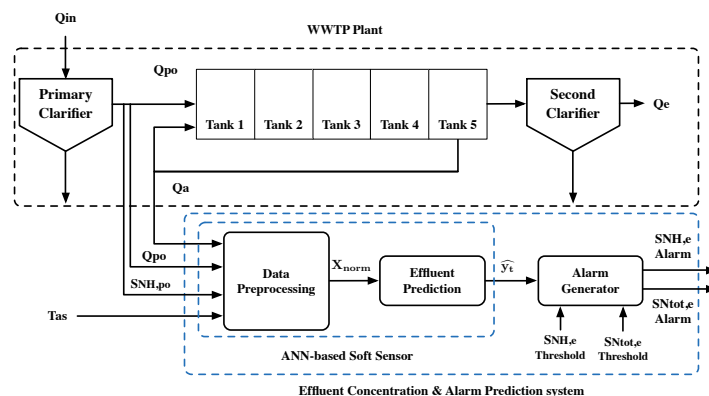 Qin
WWTP Plant
Qpo
Primary
Clarifier
Tank 1
Tank 2
Tank 3
Tank 4
Tank 5
Second
Clarifier
Qe
Qa
Qpo
SNH,po
Tas
Data
Preprocessing
X_norm
Effluent
Prediction
ŷ_t
Alarm
Generator
SNH,e
Alarm
SNtot,e
Alarm
SNH,e
Threshold
SNtot,e
Threshold
ANN-based Soft Sensor
Effluent Concentration & Alarm Prediction system